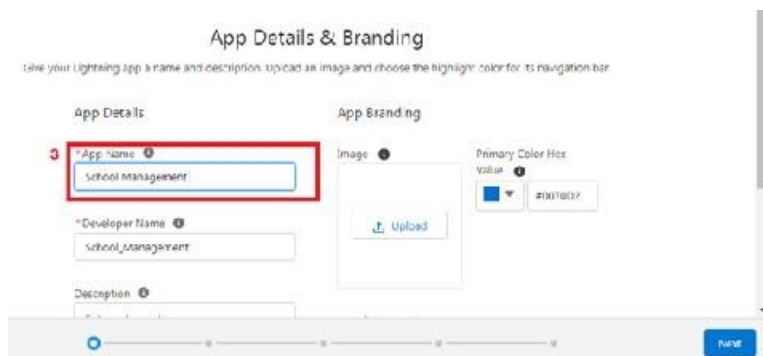 App Details & Branding
Give your Lightning app a name and description. Upload an image and choose the highlight color for its navigation bar.
App Details
App Branding
3
*App Name
Image
Primary Color Hex
Value
School Management
#0070D2
*Developer Name
Upload
School_Management
Description
Next